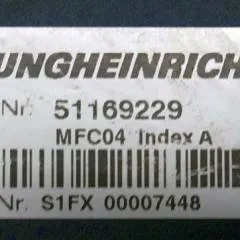 UNGHEINRICH
Nr. 51169229
MFC04 Index A
Nr. S1FX 00007448